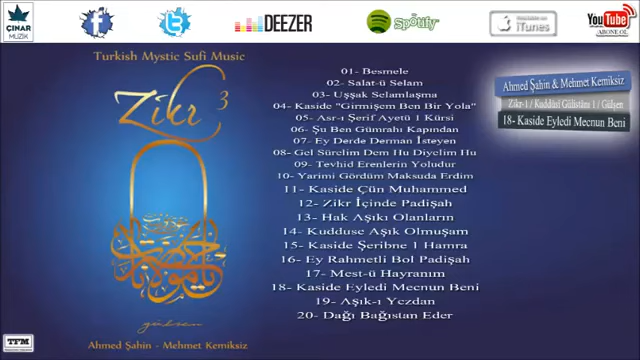 ÇINAR
MÜZİK
DEEZER
Spotify
Available on
iTunes
You Tube
ABONE OL
Turkish Mystic Sufi Music
Zikr 3
gülşen
Ahmed Şahin - Mehmet Kemiksiz
TFM
01- Besmele
02- Salat-ü Selam
03- Uşşak Selamlaşma
04- Kaside "Girmişem Ben Bir Yola"
05- Asr-ı Şerif Ayetü 1 Kürsi
06- Şu Ben Gümrahı Kapından
07- Ey Derde Derman İsteyen
08- Gel Sürelim Dem Hu Diyelim Hu
09- Tevhid Erenlerin Yoludur
10- Yarimi Gördüm Maksuda Erdim
11- Kaside Çün Muhammed
12- Zikr İçinde Padişah
13- Hak Aşıkı Olanların
14- Kudduse Aşık Olmuşam
15- Kaside Şeribne 1 Hamra
16- Ey Rahmetli Bol Padişah
17- Mest-ü Hayranım
18- Kaside Eyledi Mecnun Beni
19- Aşık-ı Yezdan
20- Dağı Bağıstan Eder
Ahmed Şahin & Mehmet Kemiksiz
Zikr-1 / Kuddüsi Gülistânı 1 / Gülşen
18- Kaside Eyledi Mecnun Beni